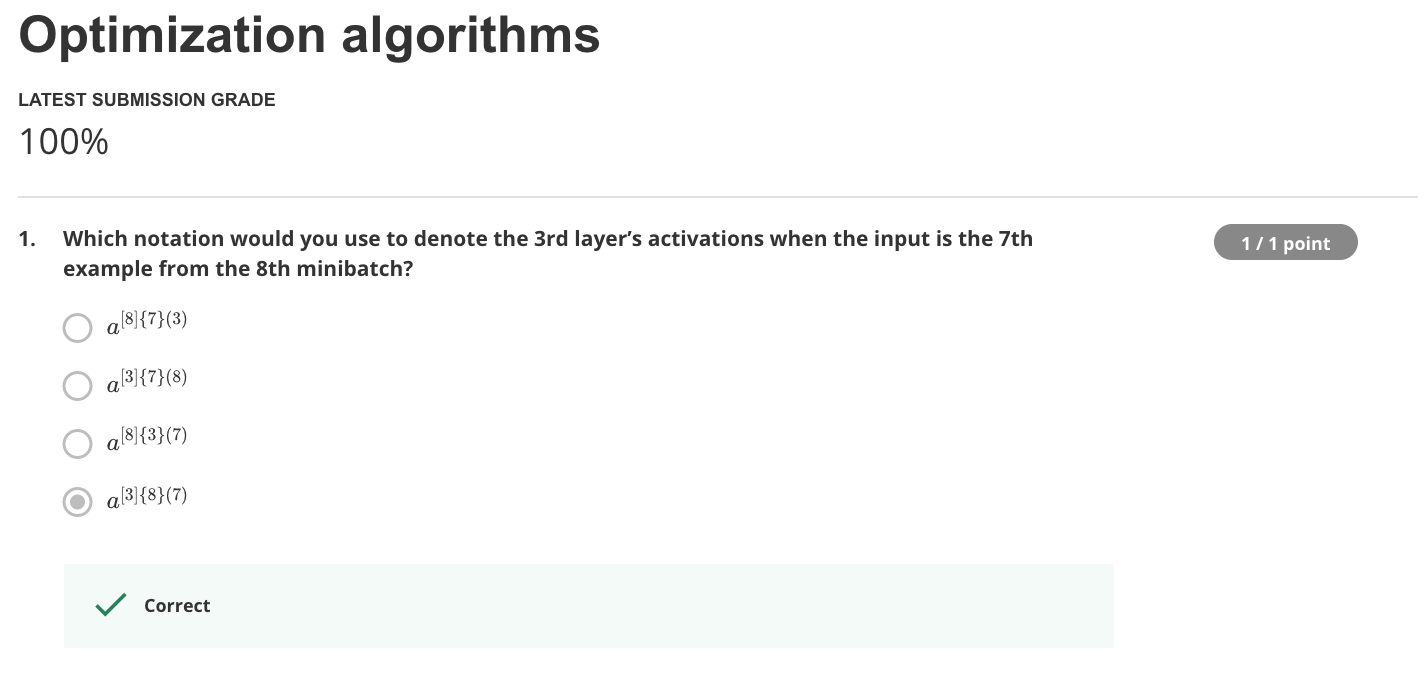 Optimization algorithms
LATEST SUBMISSION GRADE
100%
1. Which notation would you use to denote the 3rd layer’s activations when the input is the 7th
example from the 8th minibatch?
1 / 1 point
a^{[8]\{7\}(3)}
a^{[3]\{7\}(8)}
a^{[8]\{3\}(7)}
a^{[3]\{8\}(7)}
Correct